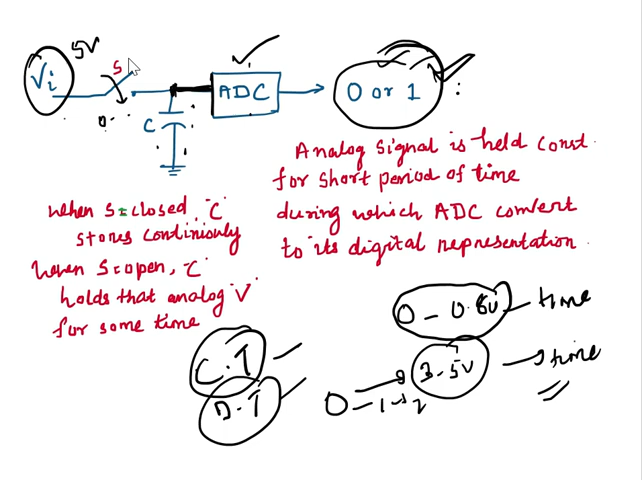 5V
Vi
S
ADC
0 or 1
C
Analog Signal is held const.
for short period of time
during which ADC convert
to its digital representation.
When S=closed "C"
stores continiouly
When S=open, "C"
holds that analog "V"
for some time
0 - 0.8V - time
C.T
3-5V - time
D.T
0 - 1 → 2